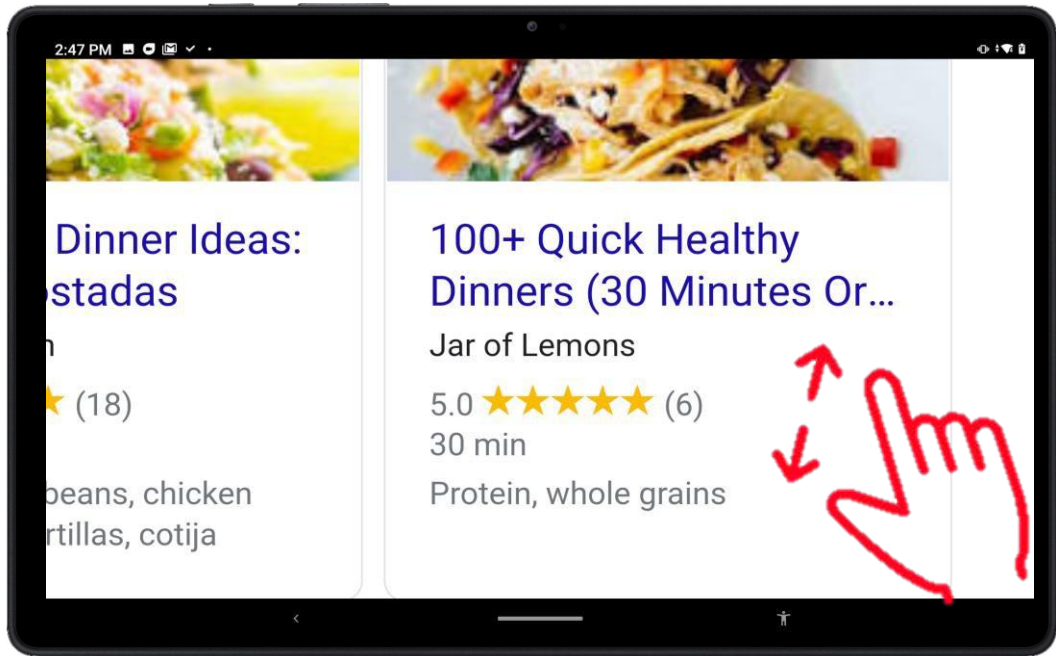 2:47 PM
Dinner Ideas:
ostadas
n
(18)
beans, chicken
rtillas, cotija
100+ Quick Healthy
Dinners (30 Minutes Or...
Jar of Lemons
5.0 ★★★★★ (6)
30 min
Protein, whole grains